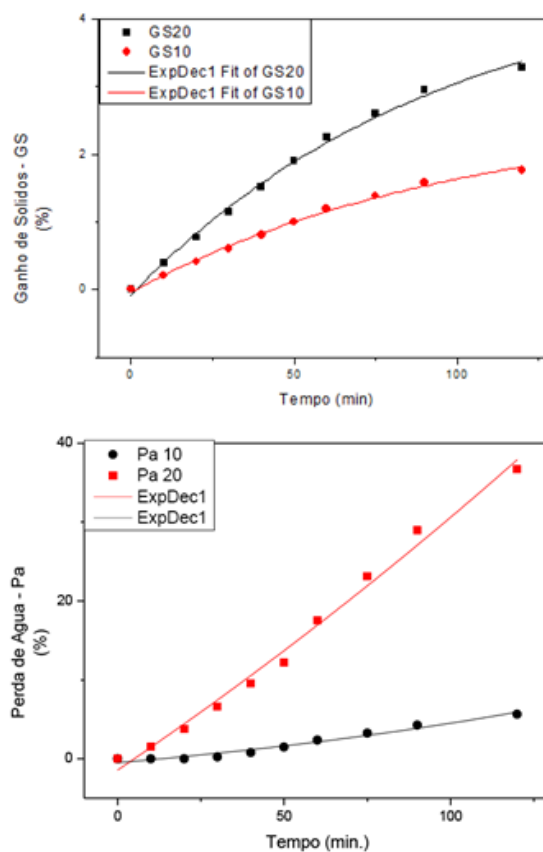 4
2
0
GS20
GS10
ExpDec1 Fit of GS20
ExpDec1 Fit of GS10
Ganho de Solidos - GS
(%)
0
50
100
Tempo (min)
40
20
0
Pa 10
Pa 20
ExpDec1
ExpDec1
Perda de Agua - Pa
(%)
0
50
100
Tempo (min.)